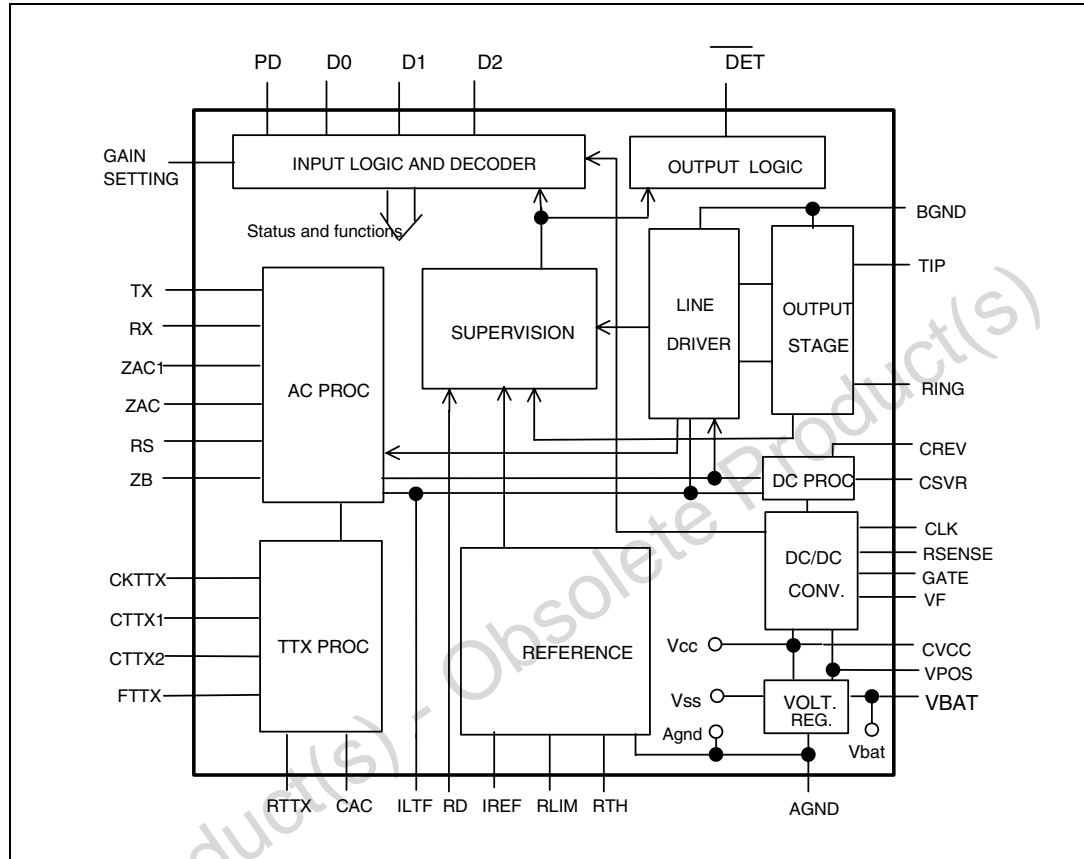 PD D0 D1 D2 DET
GAIN
SETTING
INPUT LOGIC AND DECODER
OUTPUT LOGIC
Status and functions
BGND
TIP
RING
TX
RX
ZAC1
ZAC
RS
ZB
AC PROC
SUPERVISION
LINE
DRIVER
OUTPUT
STAGE
CREV
CSVR
DC PROC
CLK
RSENSE
GATE
VF
DC/DC
CONV.
CKTTX
CTTX1
CTTX2
FTTX
TTX PROC
REFERENCE
Vcc
CVCC
VPOS
Vss
VOLT.
REG.
VBAT
Agnd
Vbat
RTTX CAC ILTF RD IREF RLIM RTH AGND
duct(s) - Obsolete Product(s)